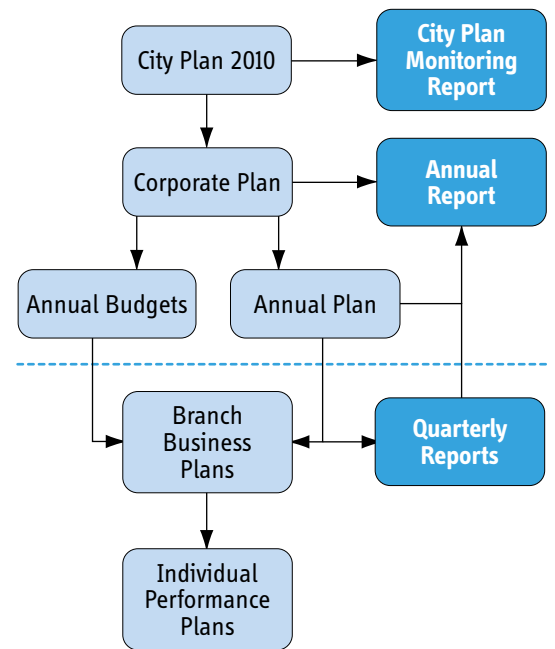 City Plan 2010
City Plan
Monitoring
Report
Corporate Plan
Annual
Report
Annual Budgets
Annual Plan
Branch
Business
Plans
Quarterly
Reports
Individual
Performance
Plans